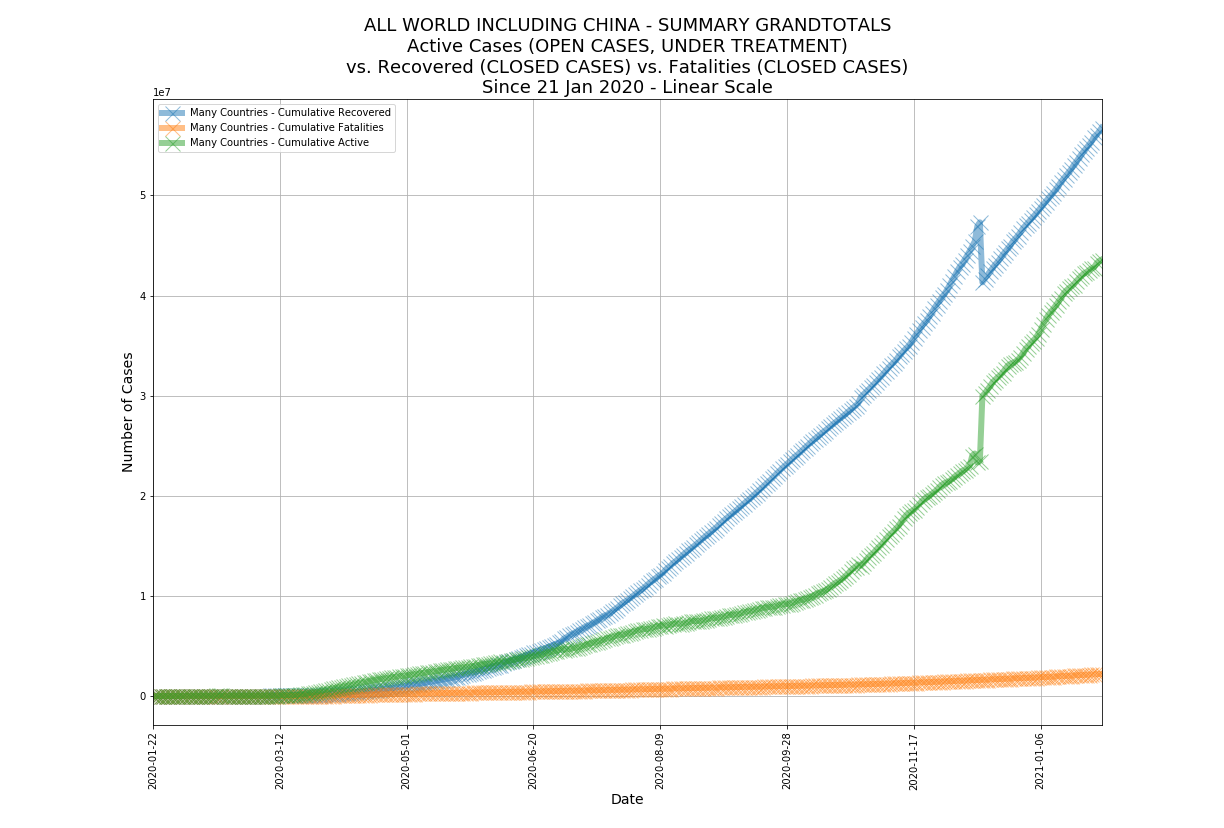 ALL WORLD INCLUDING CHINA - SUMMARY GRANDTOTALS
Active Cases (OPEN CASES, UNDER TREATMENT)
vs. Recovered (CLOSED CASES) vs. Fatalities (CLOSED CASES)
Since 21 Jan 2020 - Linear Scale
1e7
Many Countries - Cumulative Recovered
Many Countries - Cumulative Fatalities
Many Countries - Cumulative Active
Number of Cases
5
4
3
2
1
0
2020-01-22
2020-03-12
2020-05-01
2020-06-20
2020-08-09
2020-09-28
2020-11-17
2021-01-06
Date